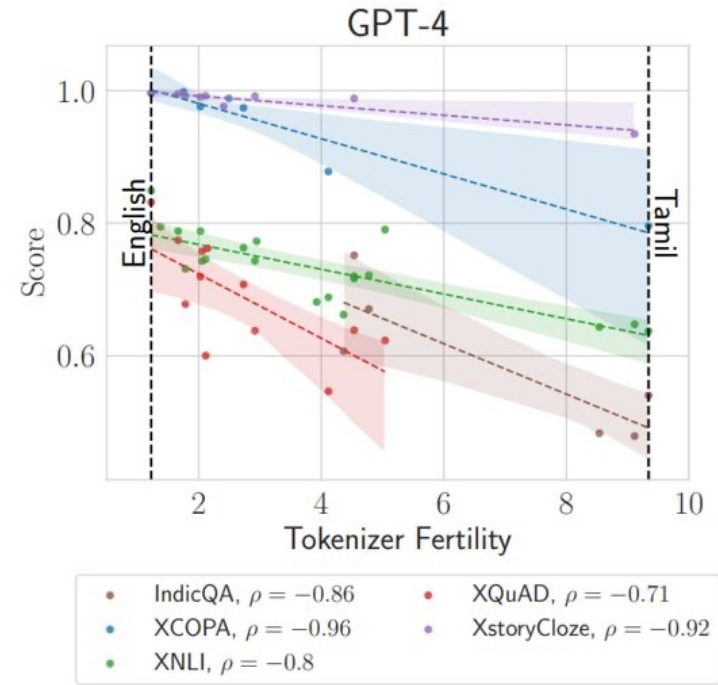 GPT-4
1.0
0.8
0.6
Score
English
Tamil
2 4 6 8 10
Tokenizer Fertility
IndicQA, ρ = −0.86
XQuAD, ρ = −0.71
XCOPA, ρ = −0.96
XstoryCloze, ρ = −0.92
XNLI, ρ = −0.8